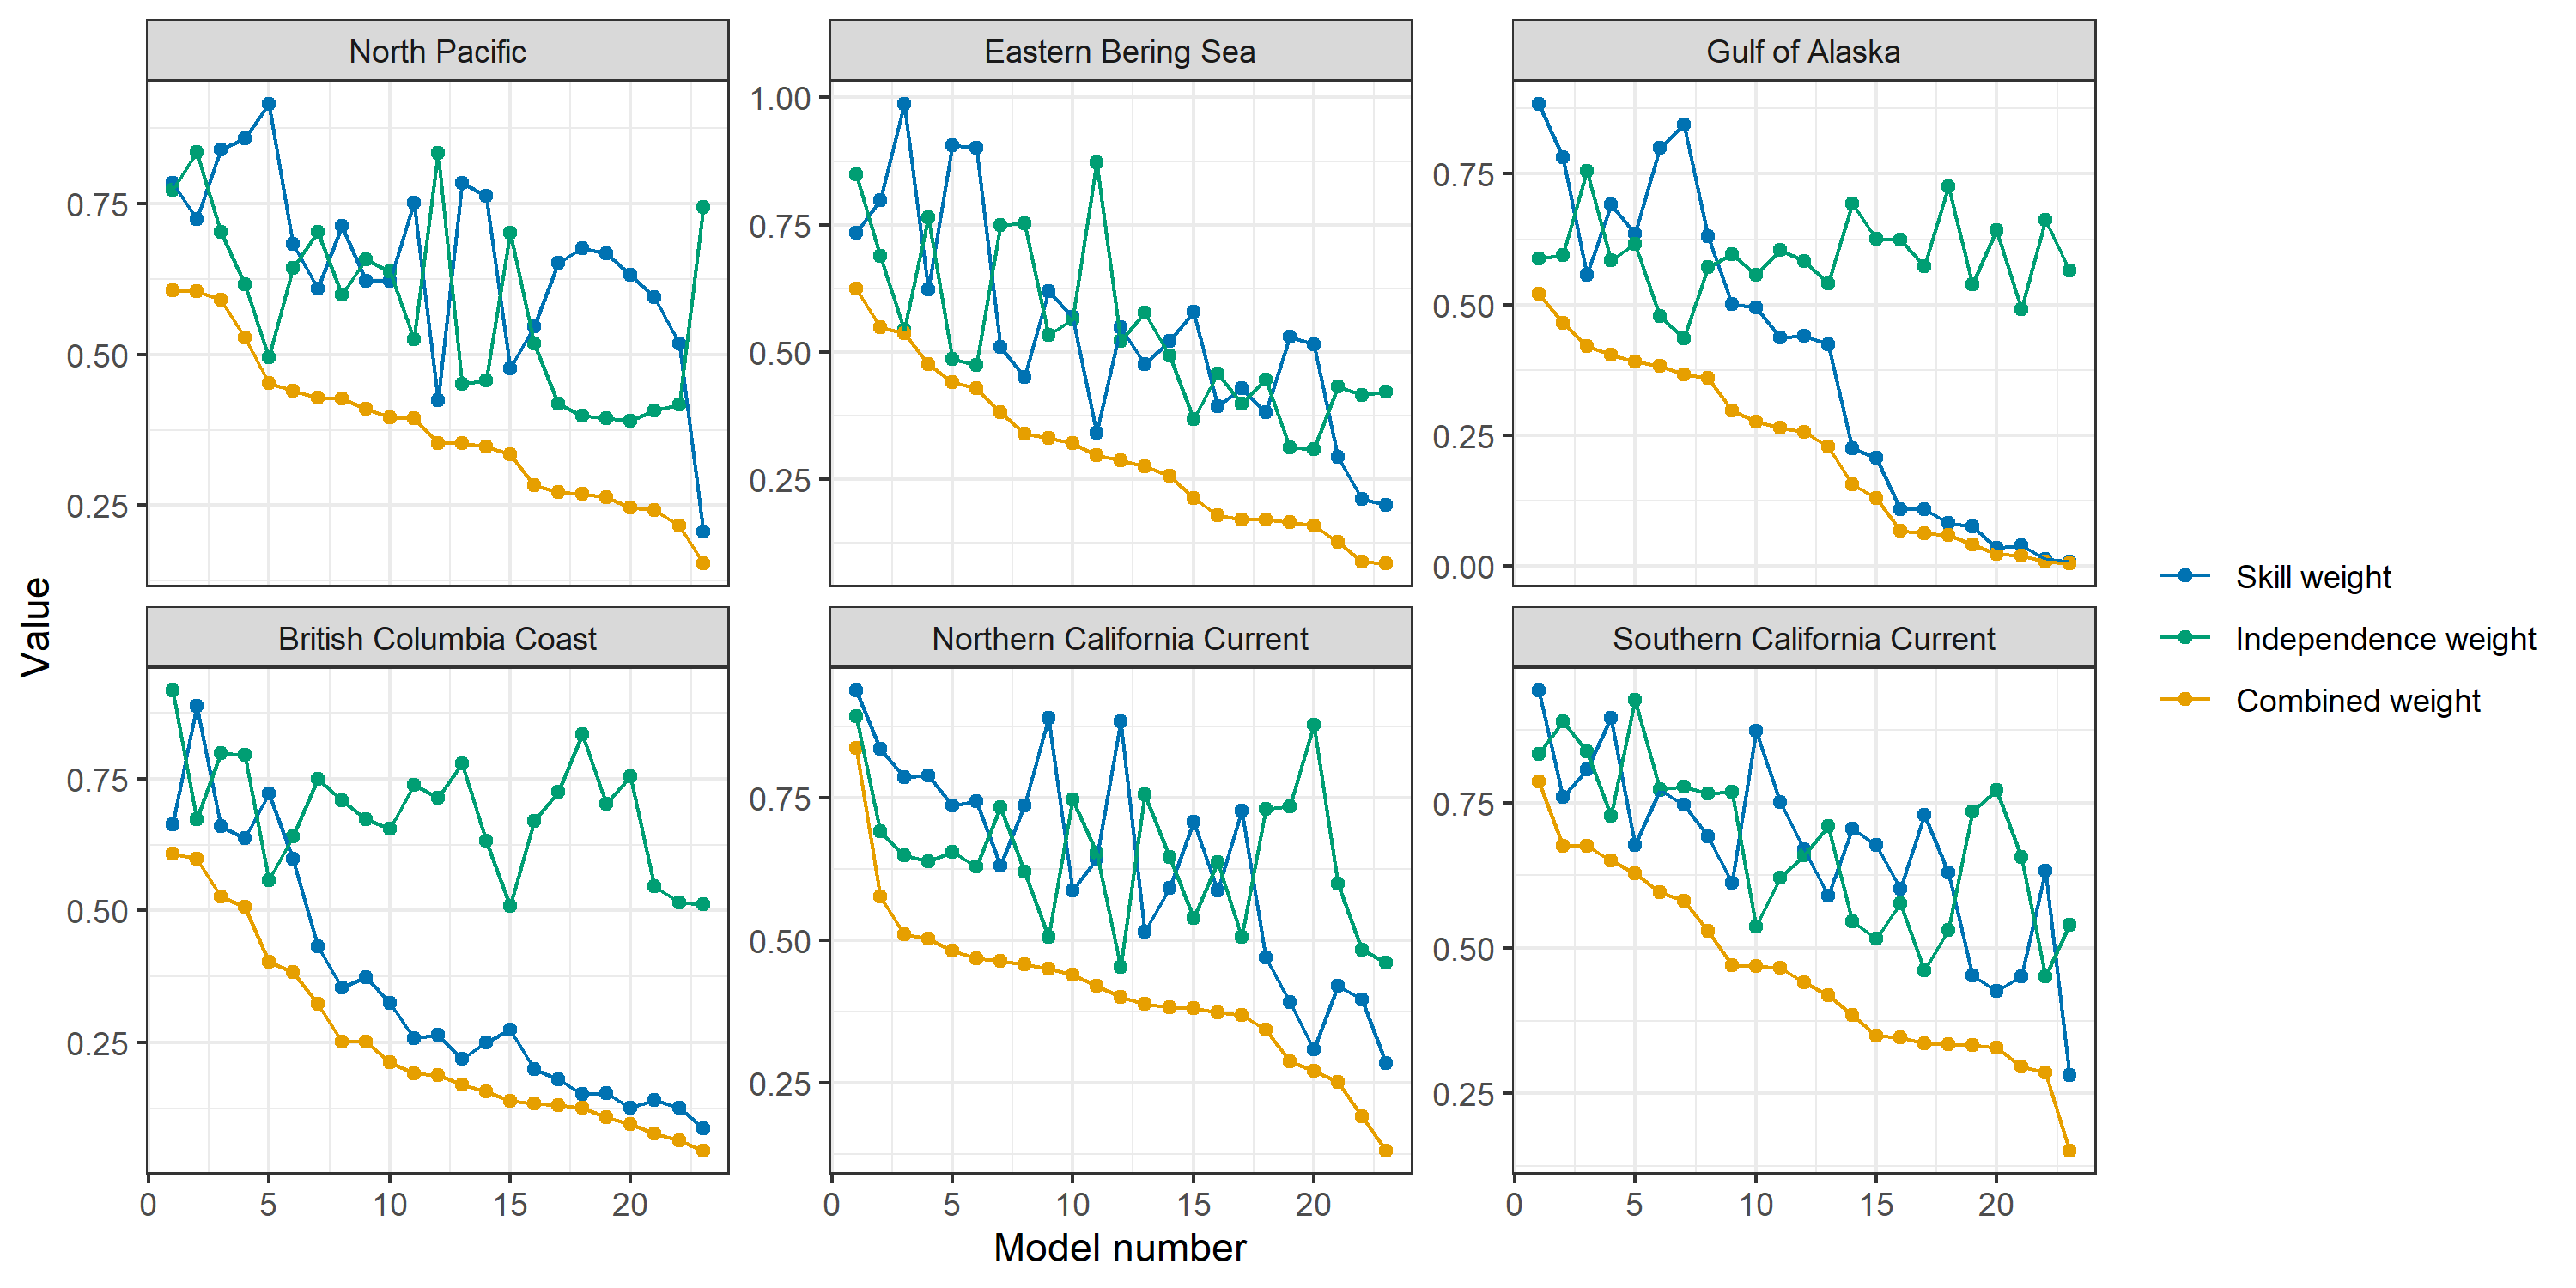 North Pacific
Eastern Bering Sea
Gulf of Alaska
0.75
0.50
0.25
1.00
0.75
0.50
0.25
0.75
0.50
0.25
0.00
British Columbia Coast
Northern California Current
Southern California Current
0.75
0.50
0.25
0.75
0.50
0.25
0.75
0.50
0.25
0 5 10 15 20
0 5 10 15 20
0 5 10 15 20
Value
Model number
Skill weight
Independence weight
Combined weight